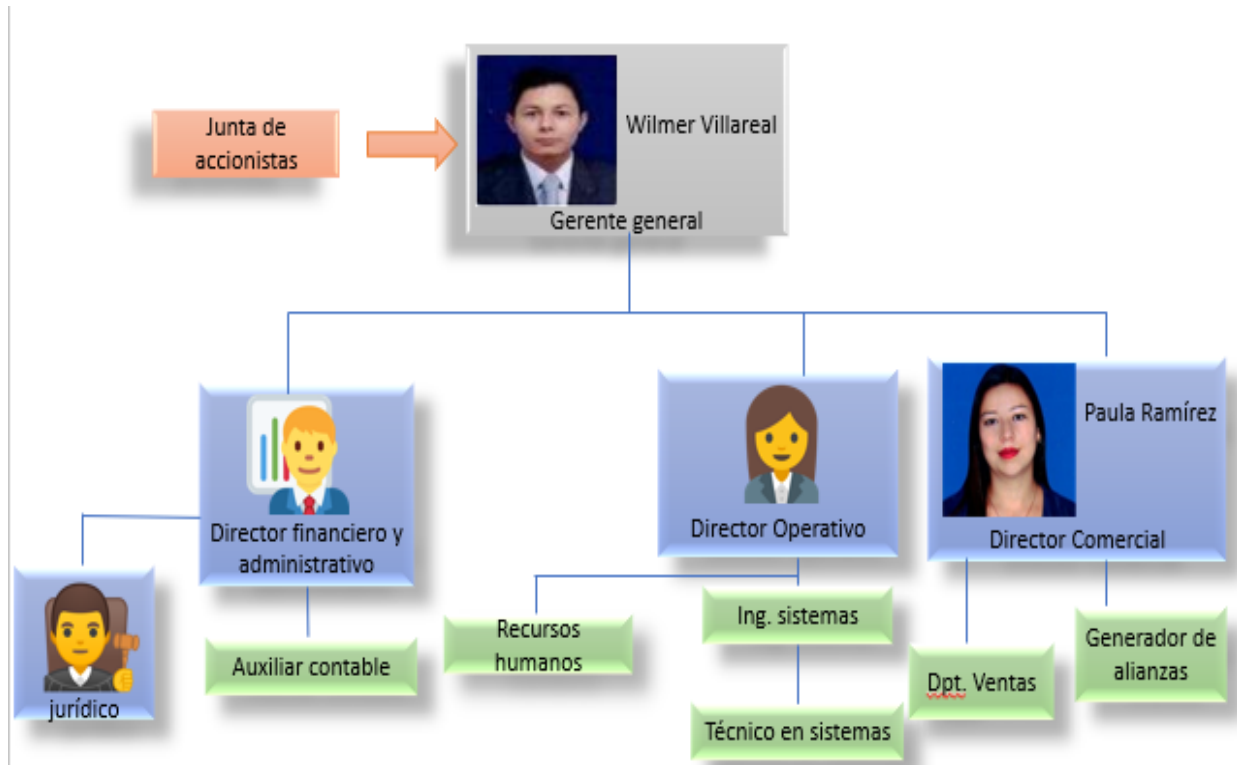 Junta de
accionistas
Wilmer Villareal
Gerente general
Director financiero y
administrativo
Director Operativo
Paula Ramírez
Director Comercial
jurídico
Auxiliar contable
Recursos
humanos
Ing. sistemas
Técnico en sistemas
Dpt. Ventas
Generador de
alianzas